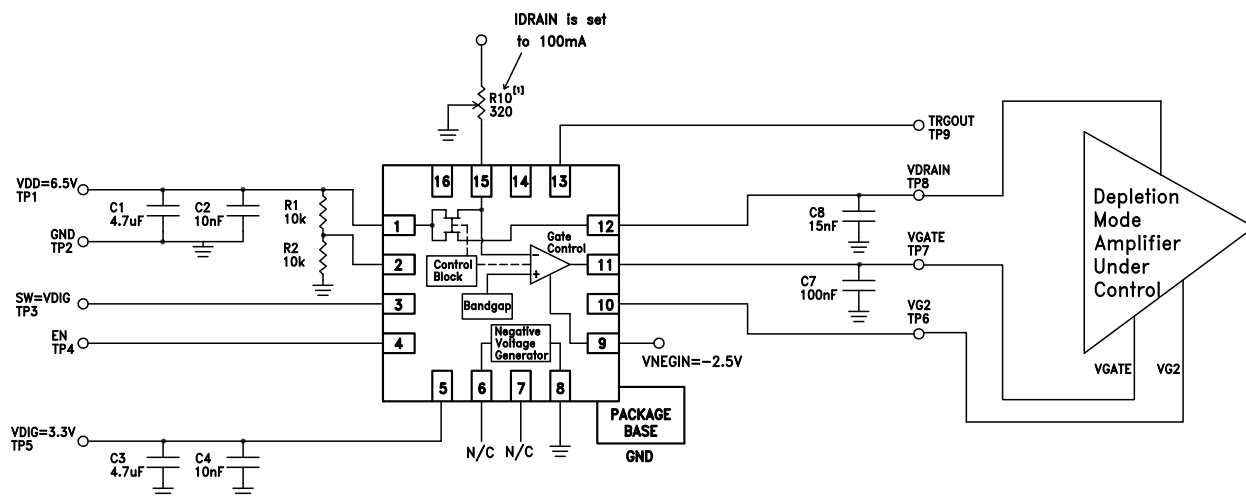 IDRAIN is set
to 100mA
R10[1]
320
TRGOUT
TP9
VDD=6.5V
TP1
C1
4.7uF
C2
10nF
R1
10k
GND
TP2
R2
10k
SW=VDIG
TP3
EN
TP4
VDIG=3.3V
TP5
C3
4.7uF
C4
10nF
16
15
14
13
1
2
3
4
5
6
7
8
9
10
11
12
Control
Block
Bandgap
Gate
Control
−
+
Negative
Voltage
Generator
N/C
N/C
VNEGIN=−2.5V
PACKAGE
BASE
GND
VDRAIN
TP8
C8
15nF
VGATE
TP7
C7
100nF
VG2
TP6
Depletion
Mode
Amplifier
Under
Control
VGATE
VG2